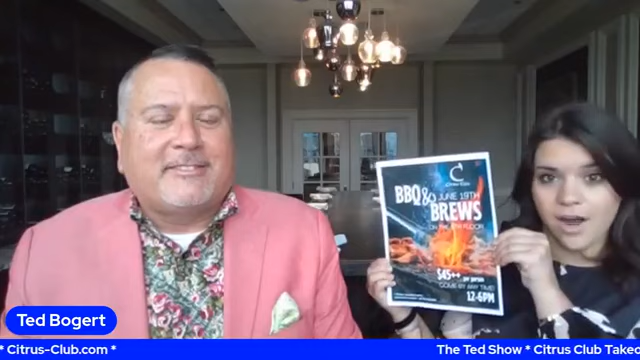 CITRUS CLUB
BBQ & JUNE 19TH
BREWS
$45++ per person
COME BY ANY TIME!
12-6PM
Ted Bogert
* Citrus-Club.com *
The Ted Show * Citrus Club Takeo